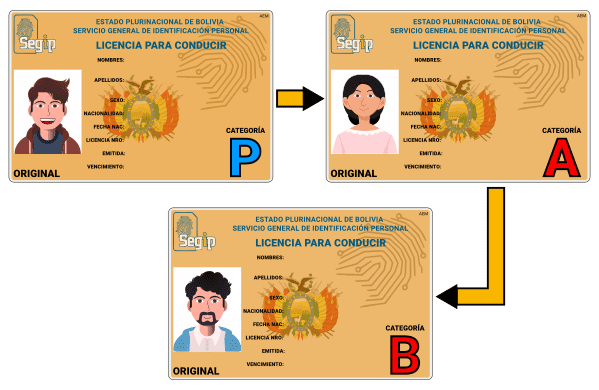 AEM
ESTADO PLURINACIONAL DE BOLIVIA
SERVICIO GENERAL DE IDENTIFICACIÓN PERSONAL
Segip
LICENCIA PARA CONDUCIR
NOMBRES:
APELLIDOS:
SEXO:
NACIONALIDAD:
FECHA NAC:
CATEGORÍA
LICENCIA NRO:
P
EMITIDA:
VENCIMIENTO:
ORIGINAL
AEM
ESTADO PLURINACIONAL DE BOLIVIA
SERVICIO GENERAL DE IDENTIFICACIÓN PERSONAL
Segip
LICENCIA PARA CONDUCIR
NOMBRES:
APELLIDOS:
SEXO:
NACIONALIDAD:
FECHA NAC:
CATEGORÍA
LICENCIA NRO:
A
EMITIDA:
VENCIMIENTO:
ORIGINAL
AEM
ESTADO PLURINACIONAL DE BOLIVIA
SERVICIO GENERAL DE IDENTIFICACIÓN PERSONAL
Segip
LICENCIA PARA CONDUCIR
NOMBRES:
APELLIDOS:
SEXO:
NACIONALIDAD:
FECHA NAC:
CATEGORÍA
LICENCIA NRO:
B
EMITIDA:
VENCIMIENTO:
ORIGINAL